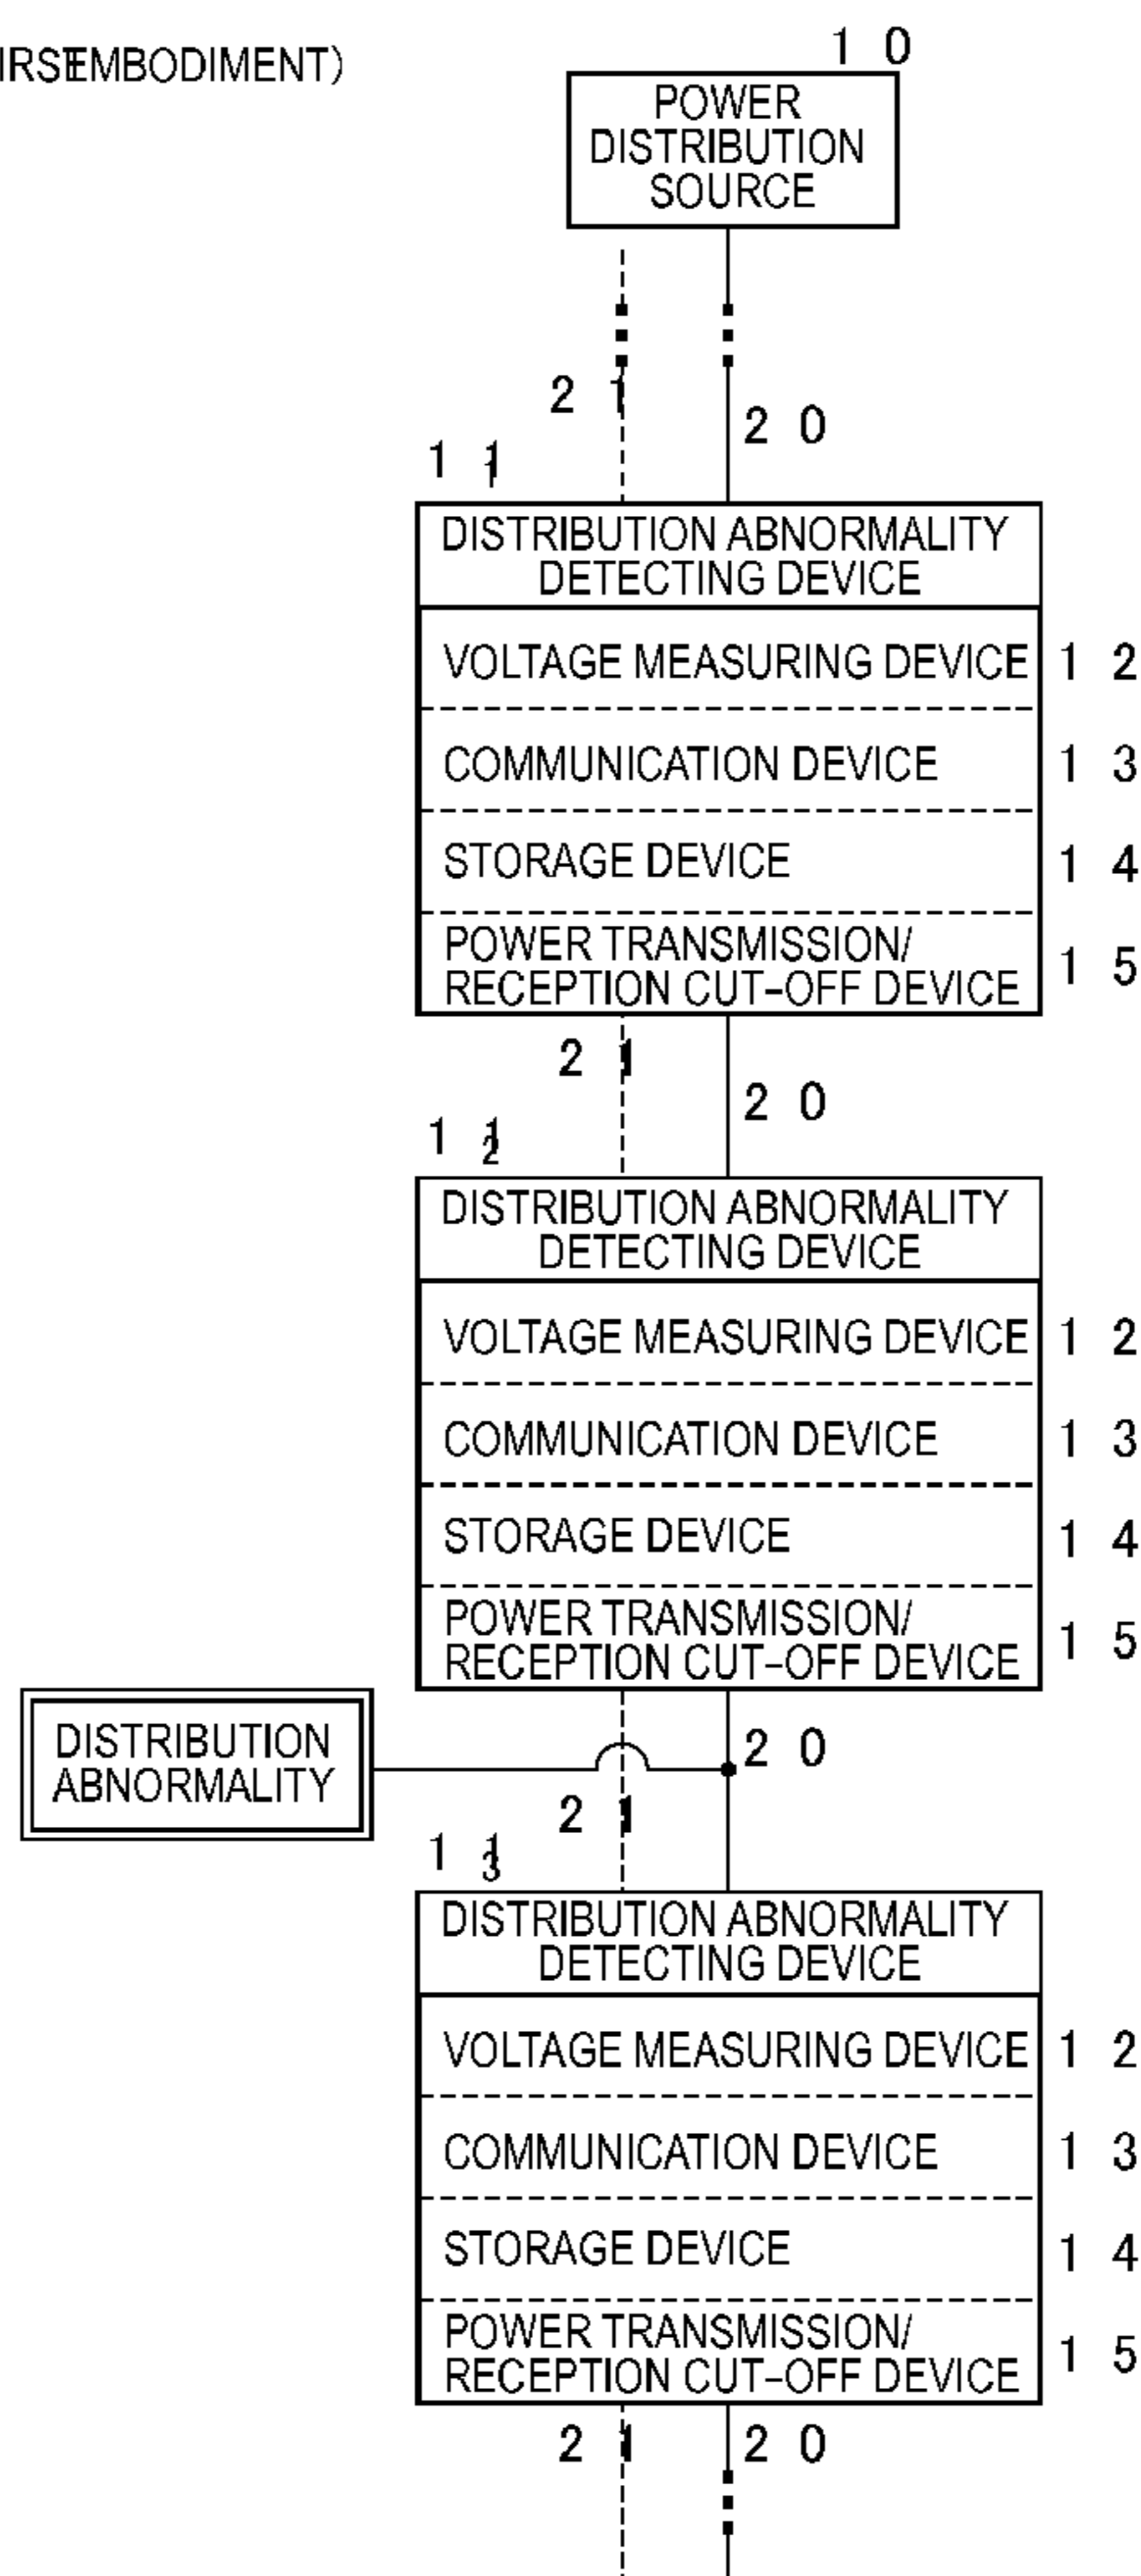 IRSTEMBODIMENT)
1 0
POWER
DISTRIBUTION
SOURCE
2 1
2 0
1 1 1
DISTRIBUTION ABNORMALITY
DETECTING DEVICE
VOLTAGE MEASURING DEVICE 1 2
COMMUNICATION DEVICE 1 3
STORAGE DEVICE 1 4
POWER TRANSMISSION/
RECEPTION CUT-OFF DEVICE 1 5
2 1
2 0
1 1 2
DISTRIBUTION ABNORMALITY
DETECTING DEVICE
VOLTAGE MEASURING DEVICE 1 2
COMMUNICATION DEVICE 1 3
STORAGE DEVICE 1 4
POWER TRANSMISSION/
RECEPTION CUT-OFF DEVICE 1 5
DISTRIBUTION
ABNORMALITY
2 0
2 1
1 1 3
DISTRIBUTION ABNORMALITY
DETECTING DEVICE
VOLTAGE MEASURING DEVICE 1 2
COMMUNICATION DEVICE 1 3
STORAGE DEVICE 1 4
POWER TRANSMISSION/
RECEPTION CUT-OFF DEVICE 1 5
2 1 2 0